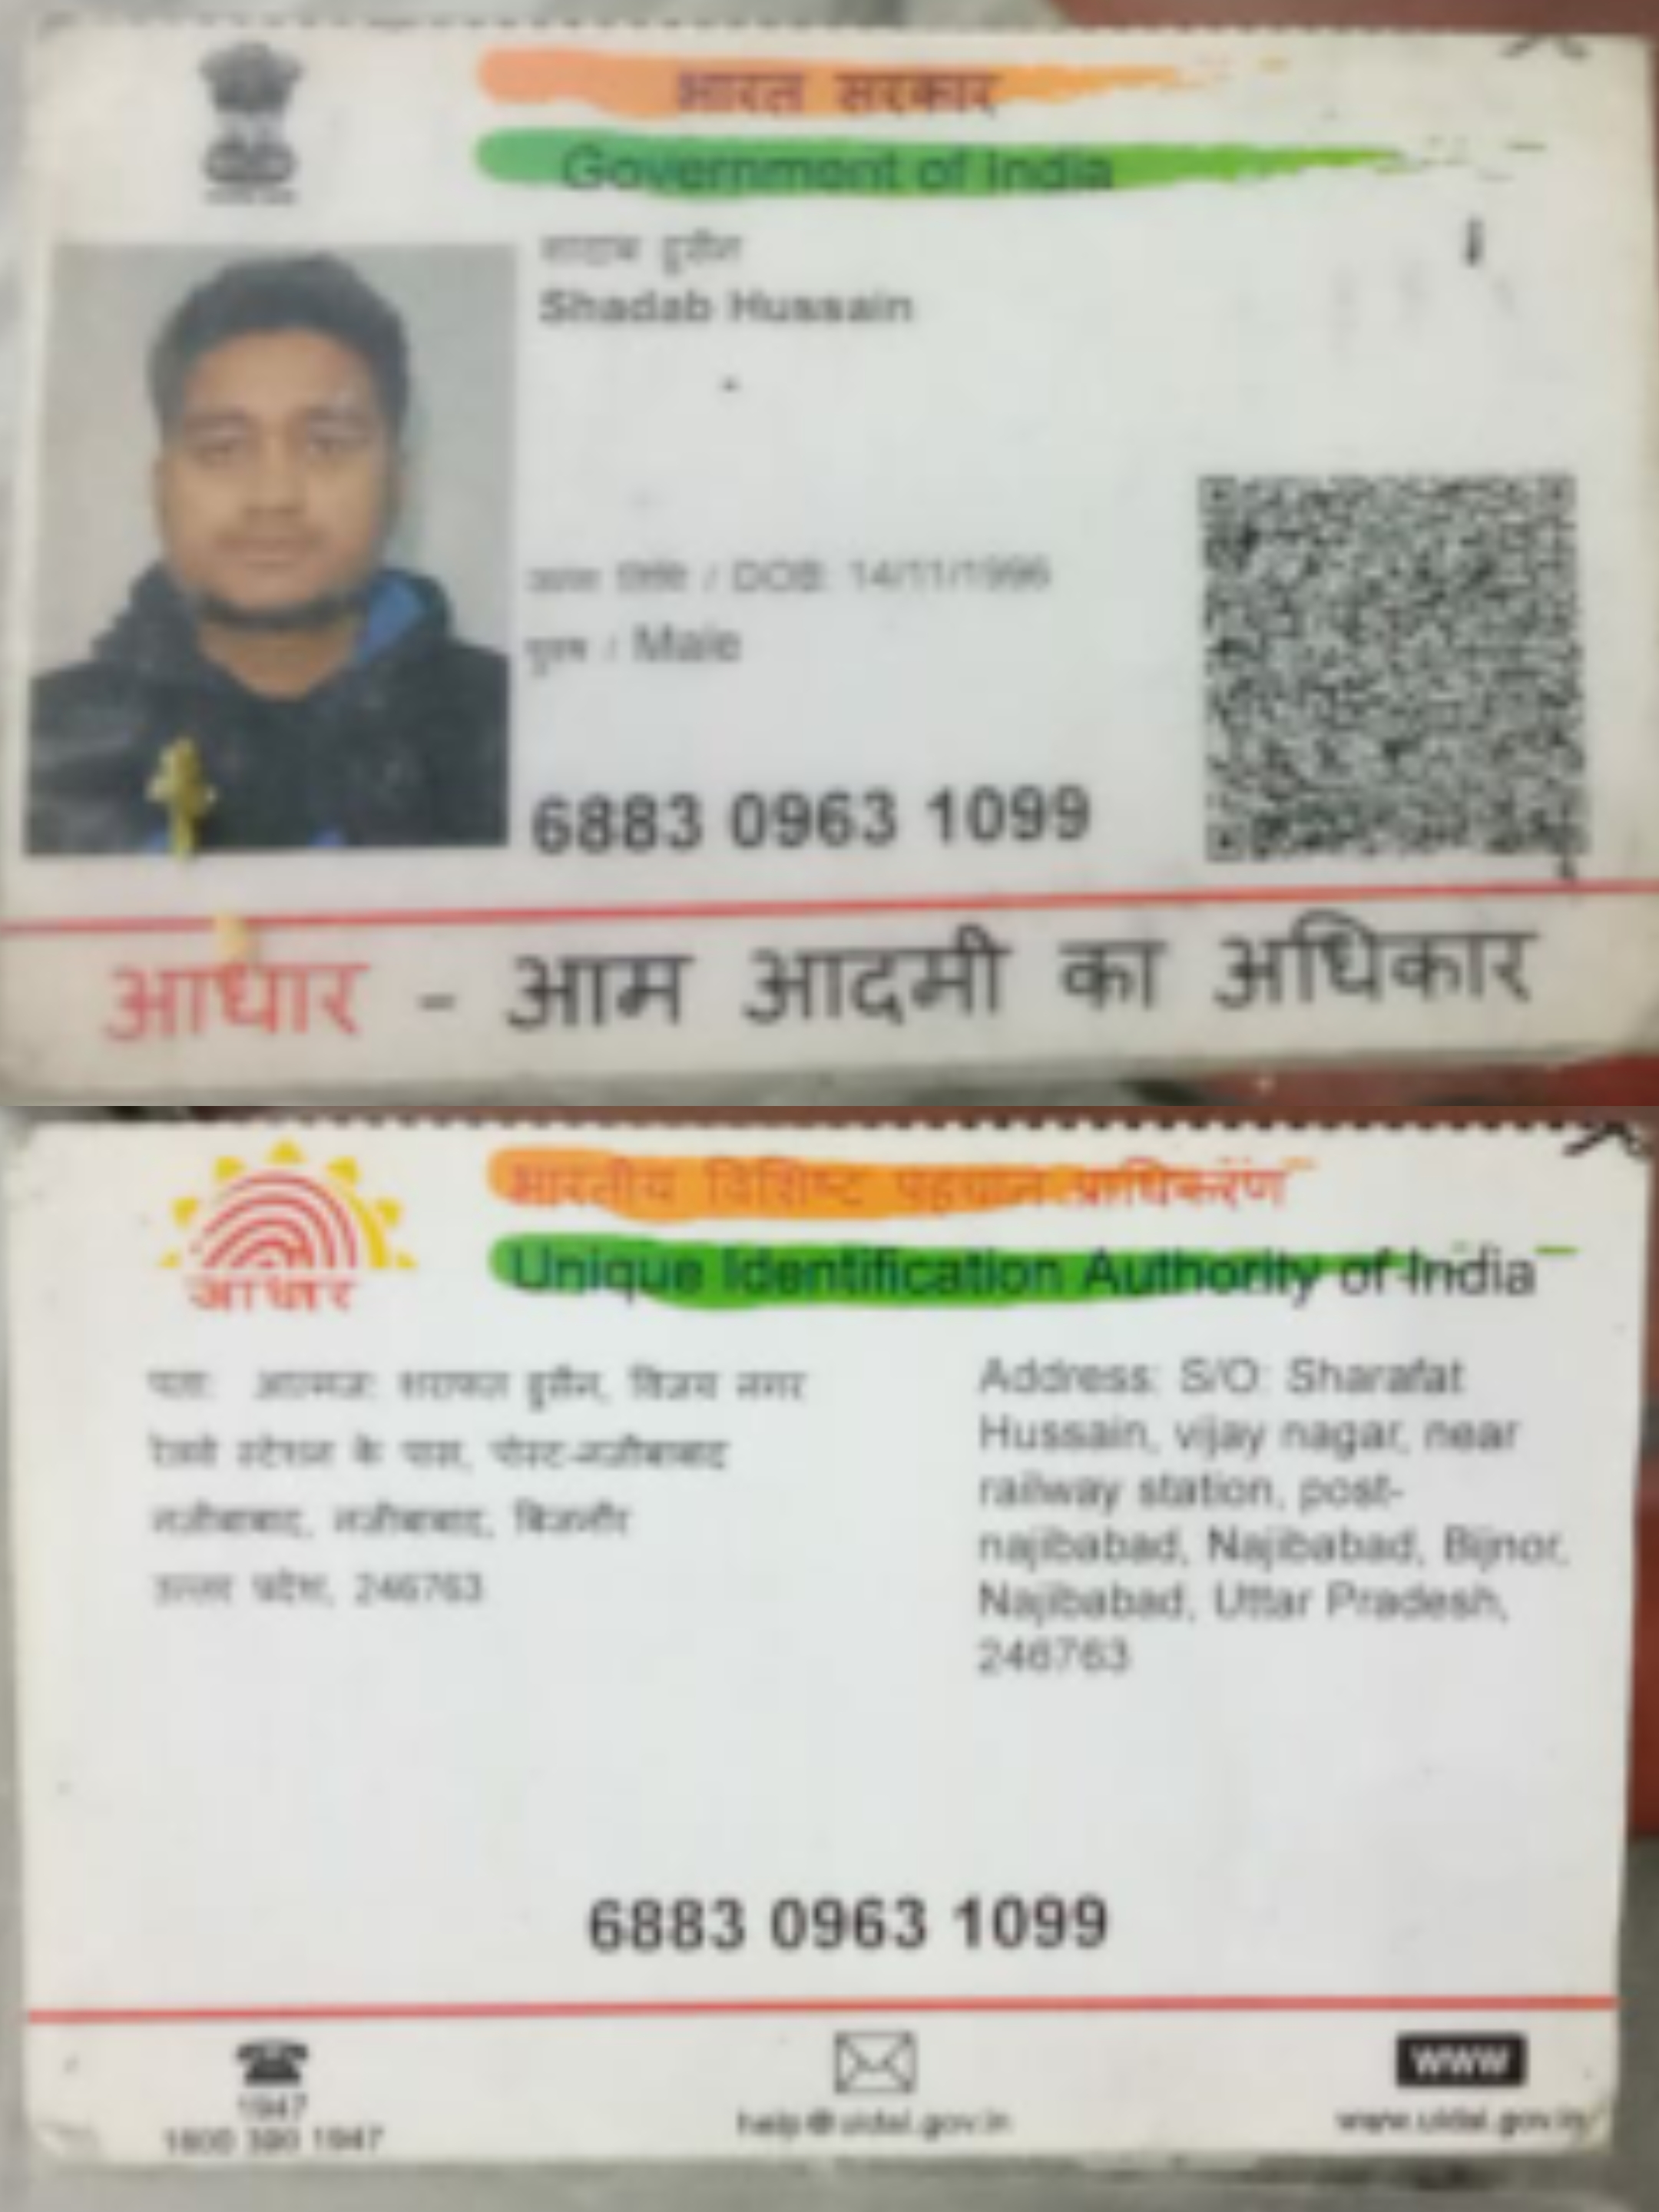 भारत सरकार
Government of India
शादाब हुसैन
Shadab Hussain
जन्म तिथि / DOB: 14/11/1996
पुरुष / Male
6883 0963 1099
आधार - आम आदमी का अधिकार
भारतीय विशिष्ट पहचान प्राधिकरण
Unique Identification Authority of India
आधार
पता: आत्मज: शराफत हुसैन, विजय नगर
रेलवे स्टेशन के पास, पोस्ट-नजीबाबाद
नजीबाबाद, नजीबाबाद, बिजनौर
उत्तर प्रदेश, 246763
Address: S/O: Sharafat
Hussain, vijay nagar, near
railway station, post-
najibabad, Najibabad, Bijnor,
Najibabad, Uttar Pradesh,
246763
6883 0963 1099
1947
1800 300 1947
help@uidai.gov.in
www
www.uidai.gov.in